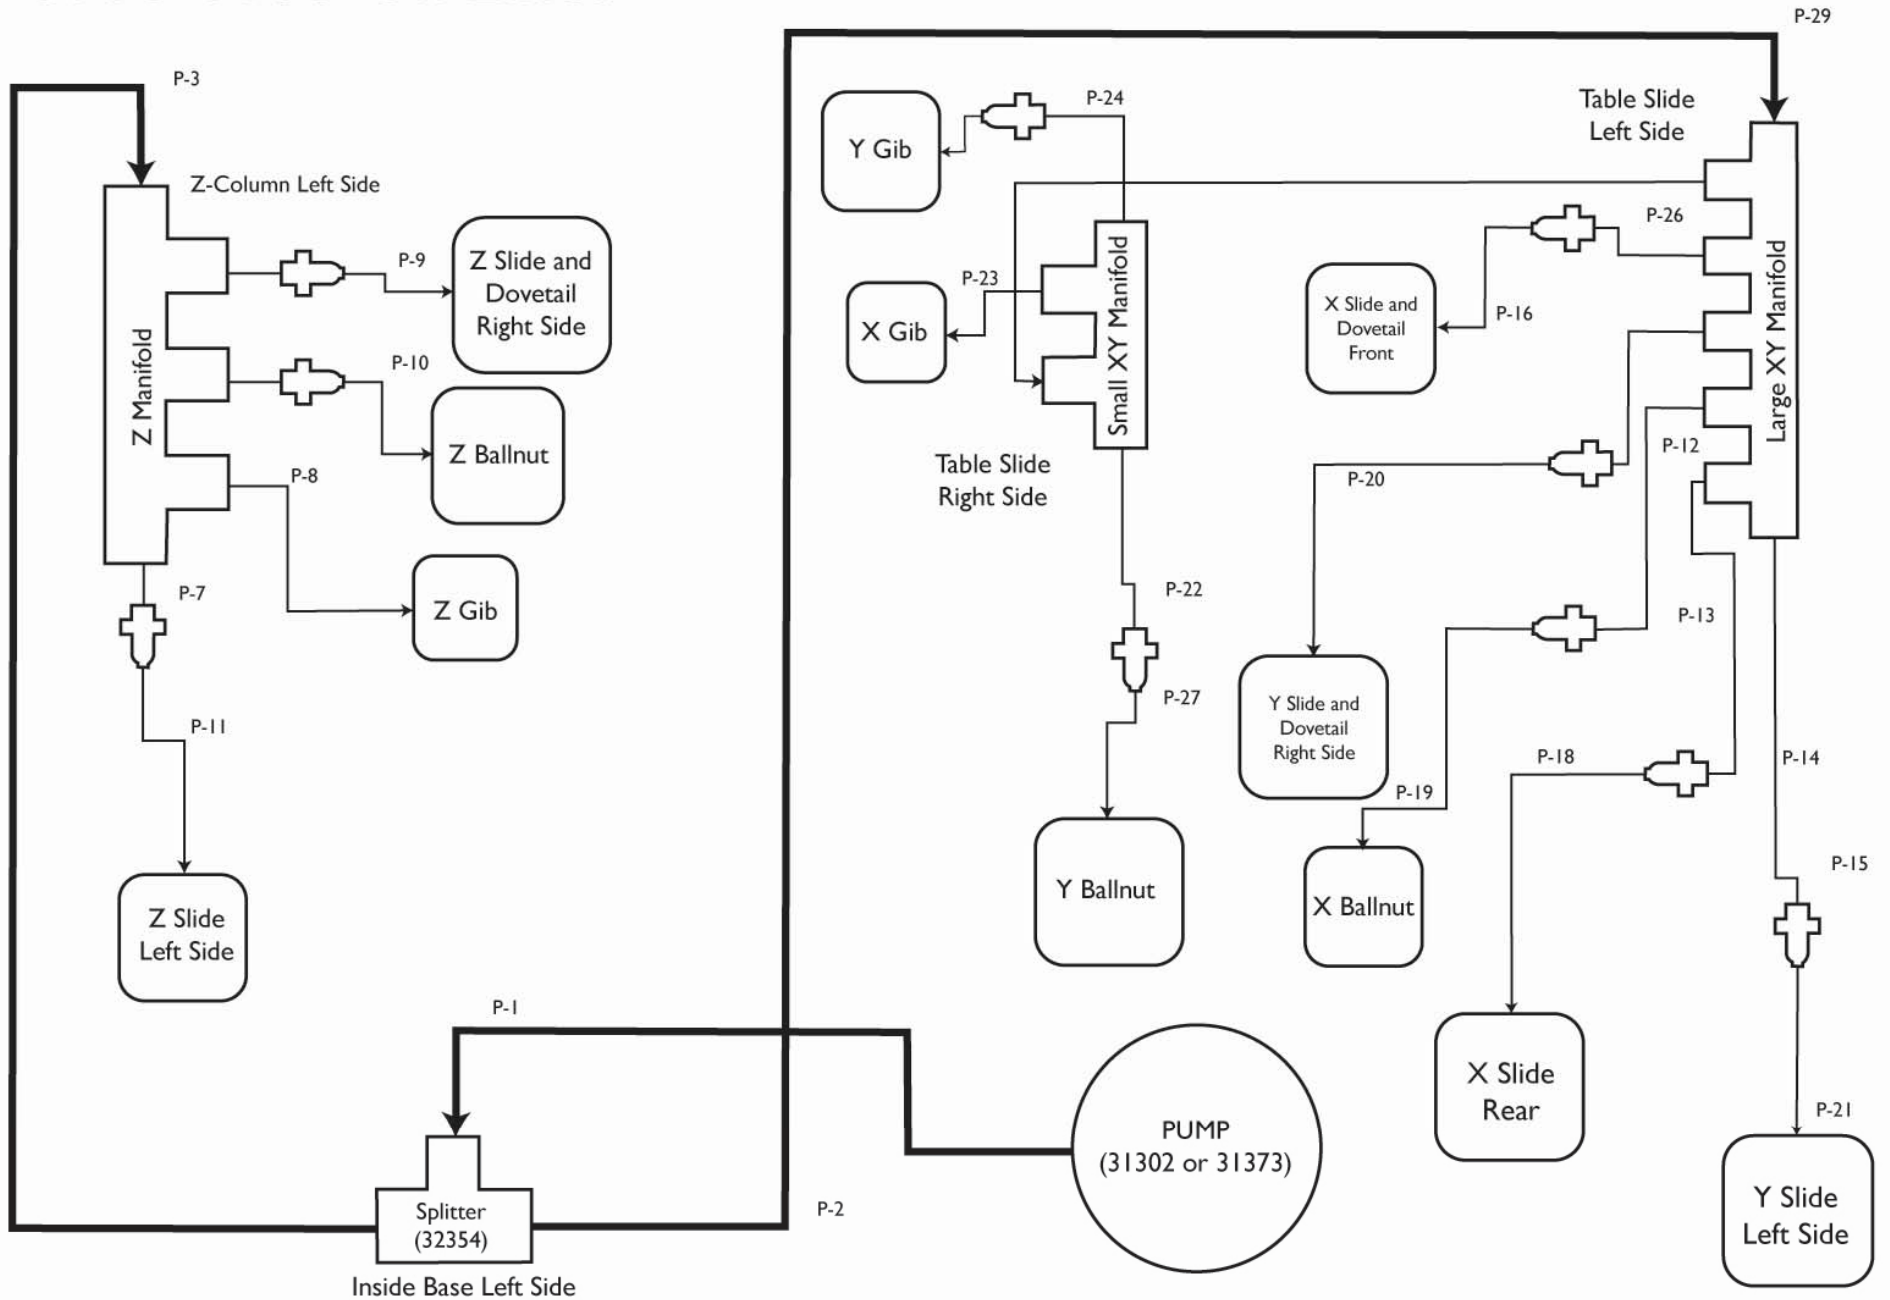 P-29
P-3
Table Slide
Left Side
P-24
Y Gib
Z-Column Left Side
P-26
P-9
Z Slide and
Dovetail
Right Side
P-23
X Gib
Small XY Manifold
Large XY Manifold
X Slide and
Dovetail
Front
P-16
Z Manifold
P-10
Z Ballnut
P-12
P-8
Table Slide
Right Side
P-20
P-7
Z Gib
P-22
P-13
P-27
Y Slide and
Dovetail
Right Side
P-11
P-18
P-14
P-19
P-15
Y Ballnut
X Ballnut
Z Slide
Left Side
P-1
X Slide
Rear
P-21
PUMP
(31302 or 31373)
P-2
Splitter
(32354)
Y Slide
Left Side
Inside Base Left Side